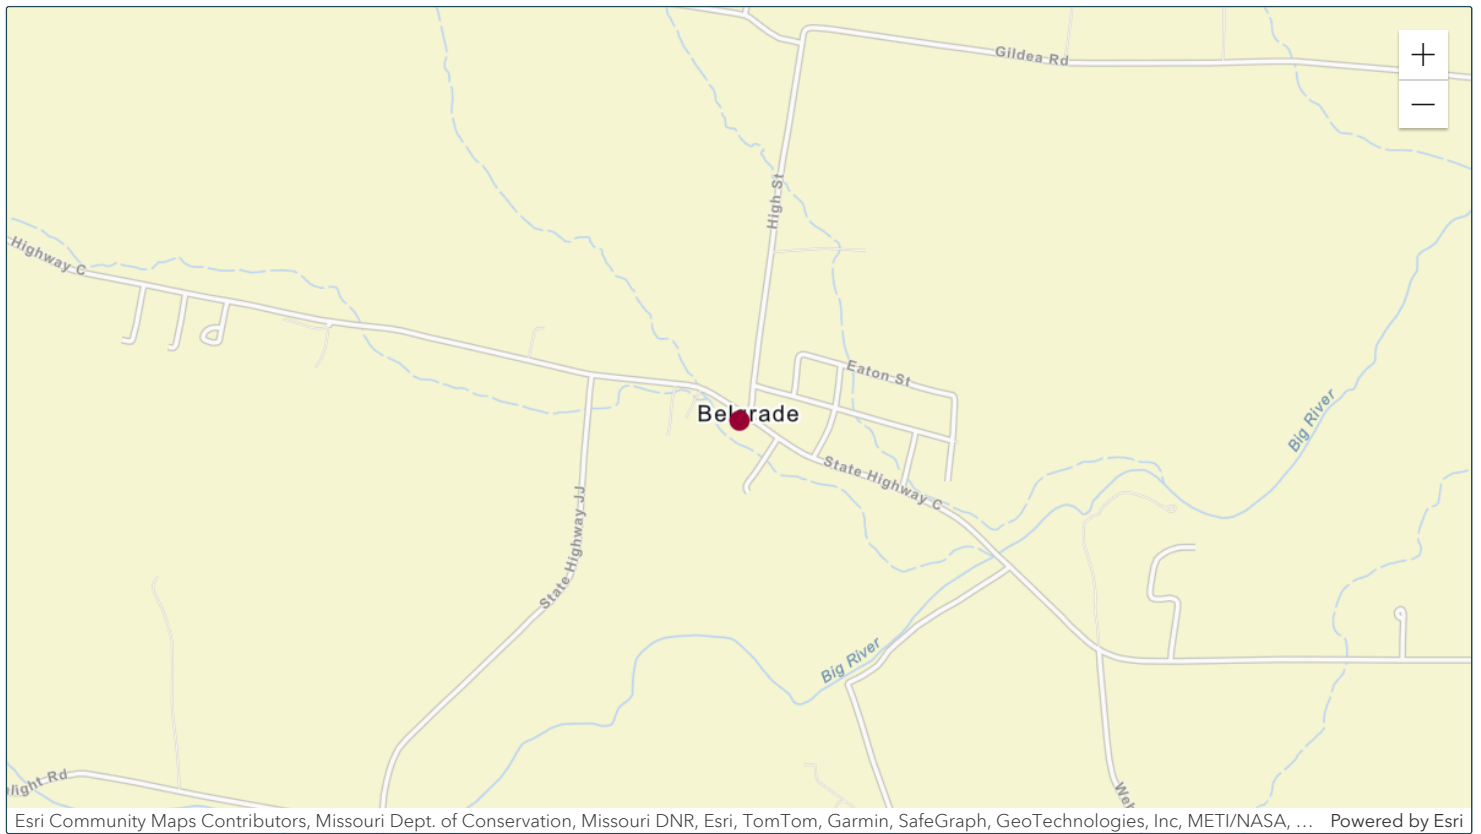 Gildea Rd
+
−
High St
Highway C
Eaton St
Belgrade
Big River
State Highway C
State Highway JJ
Big River
Rd
Esri Community Maps Contributors, Missouri Dept. of Conservation, Missouri DNR, Esri, TomTom, Garmin, SafeGraph, GeoTechnologies, Inc, METI/NASA, ... Powered by Esri